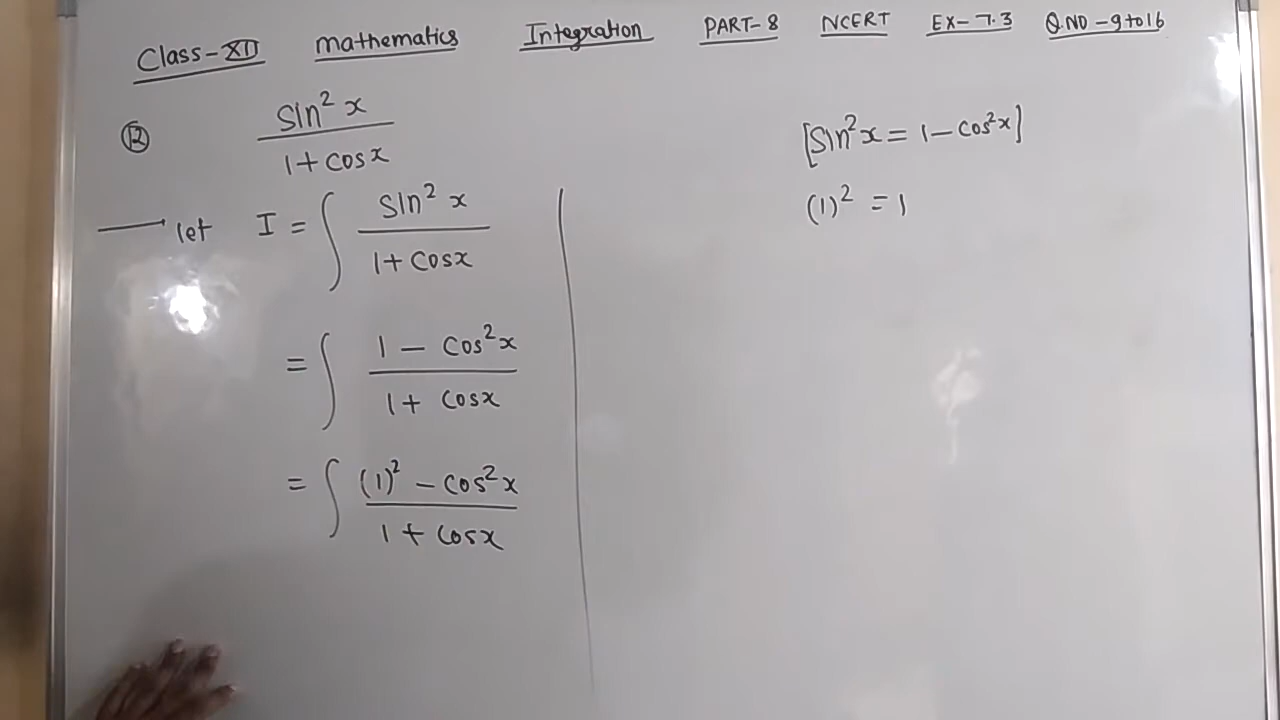 Class-XII Mathematics Integration PART-8 NCERT EX-7.3 Q.NO-9to16
12 Sin²x / 1+cosx
[Sin²x = 1-cos²x]
(1)² = 1
let I = ∫ Sin²x / 1+cosx
= ∫ 1 - cos²x / 1+ cosx
= ∫ (1)² - cos²x / 1+cosx